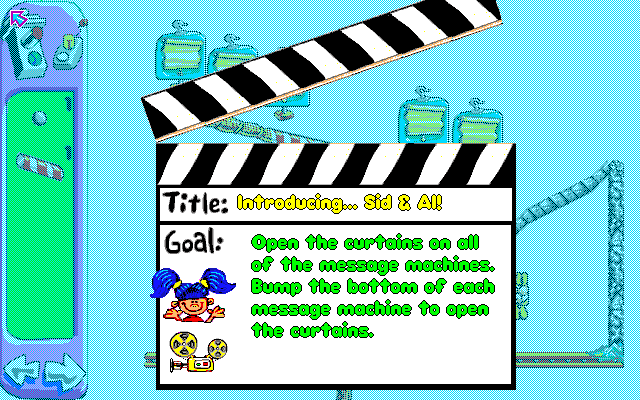 Title: Introducing... Sid & Al!
Goal: Open the curtains on all
of the message machines.
Bump the bottom of each
message machine to open
the curtains.